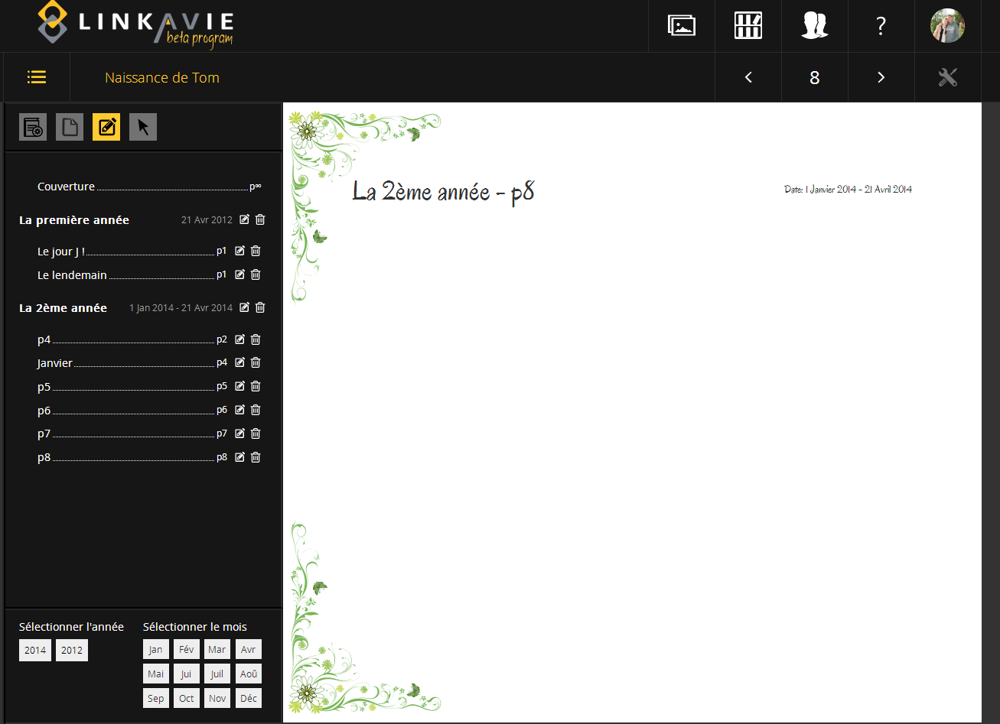 LINKAVIE
beta program
?
Naissance de Tom
8
Couverture p∞
La première année 21 Avr 2012
Le jour J ! p1
Le lendemain p1
La 2ème année 1 Jan 2014 - 21 Avr 2014
p4 p2
Janvier p4
p5 p5
p6 p6
p7 p7
p8 p8
Sélectionner l'année
2014 2012
Sélectionner le mois
Jan Fév Mar Avr
Mai Jui Juil Aoû
Sep Oct Nov Déc
La 2ème année - p8
Date: 1 Janvier 2014 - 21 Avril 2014